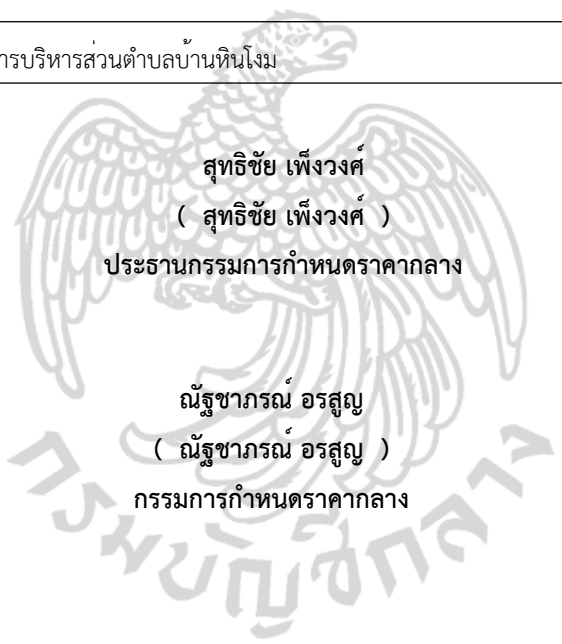 ารบริหารส่วนตำบลบ้านหินโงม
สุทธิชัย เพ็งวงศ์
( สุทธิชัย เพ็งวงศ์ )
ประธานกรรมการกำหนดราคากลาง
ณัฐชาภรณ์ อรสูญ
( ณัฐชาภรณ์ อรสูญ )
กรรมการกำหนดราคากลาง
กรมบัญชีกลาง